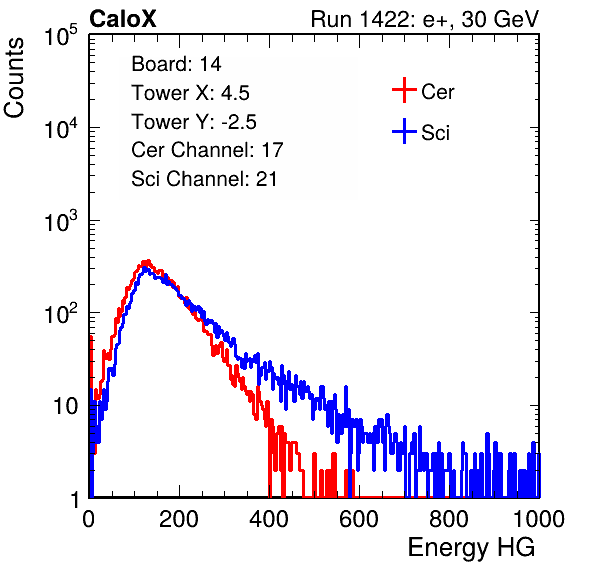 CaloX Run 1422: e+, 30 GeV
Counts
Board: 14
Tower X: 4.5
Tower Y: -2.5
Cer Channel: 17
Sci Channel: 21
Cer
Sci
10^5
10^4
10^3
10^2
10
1
0 200 400 600 800 1000
Energy HG